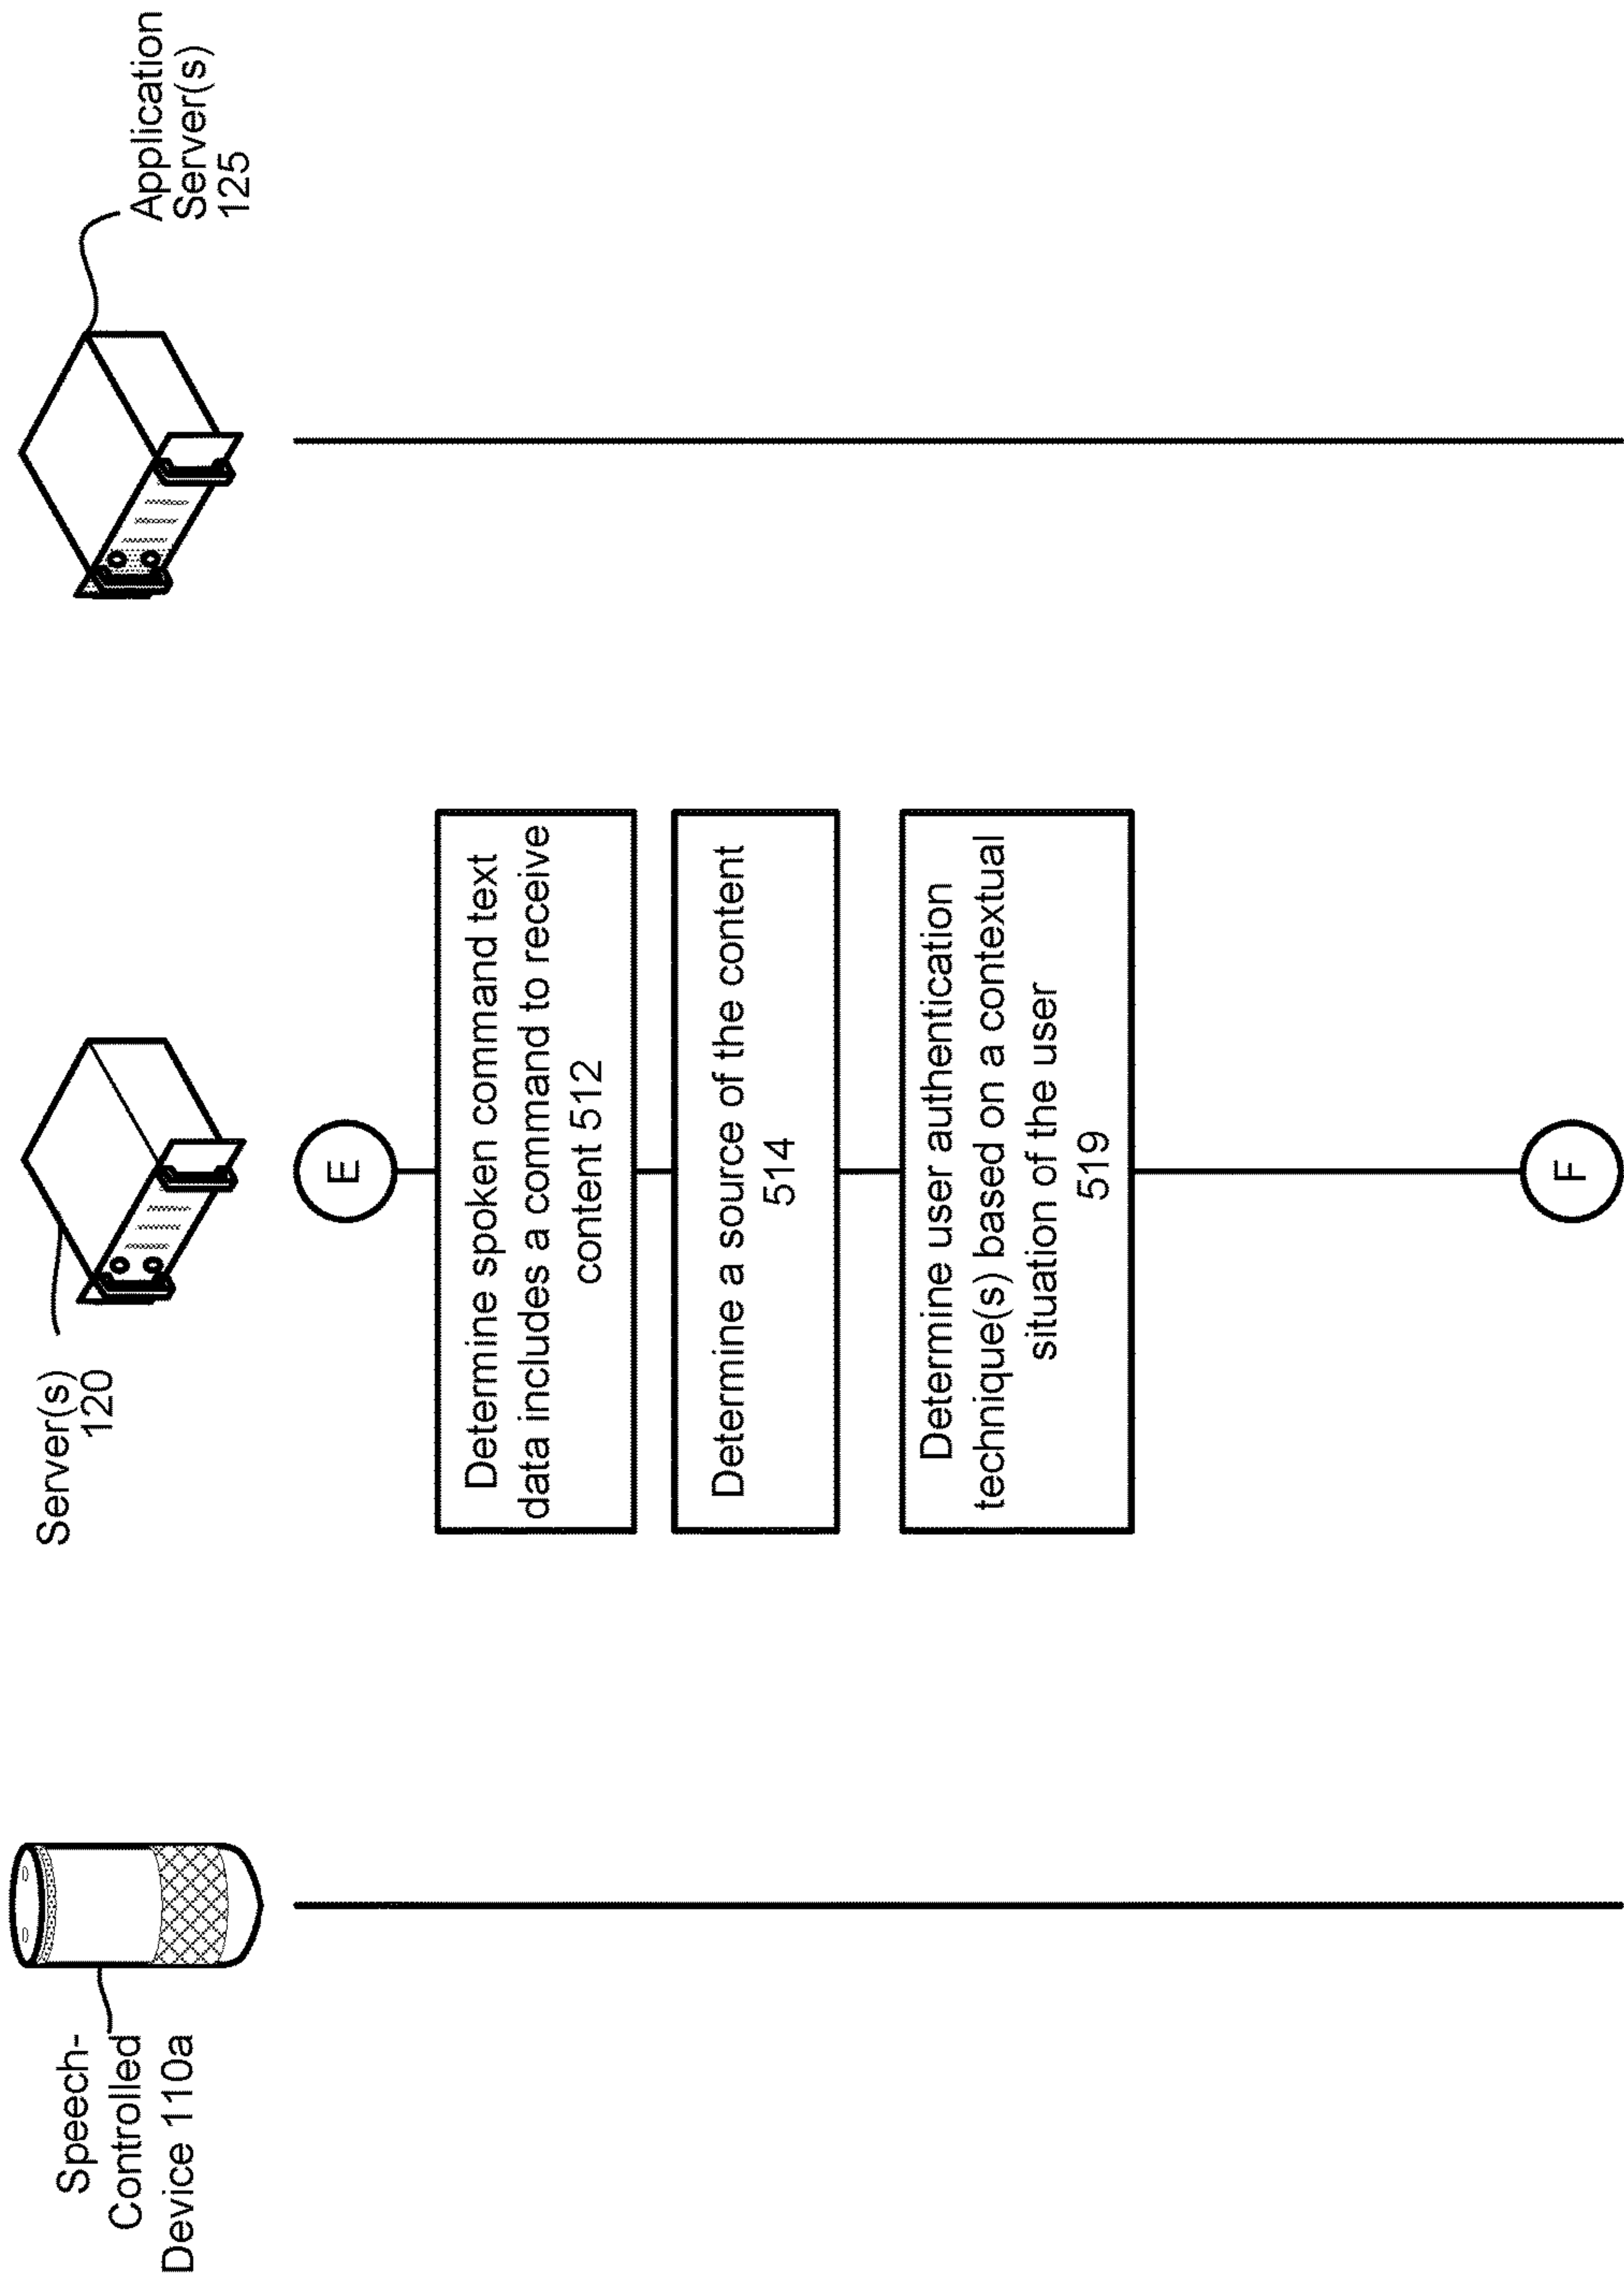 Speech-
Controlled
Device 110a
Server(s)
120
Application
Server(s)
125
E
Determine spoken command text
data includes a command to receive
content 512
Determine a source of the content
514
Determine user authentication
technique(s) based on a contextual
situation of the user
519
F